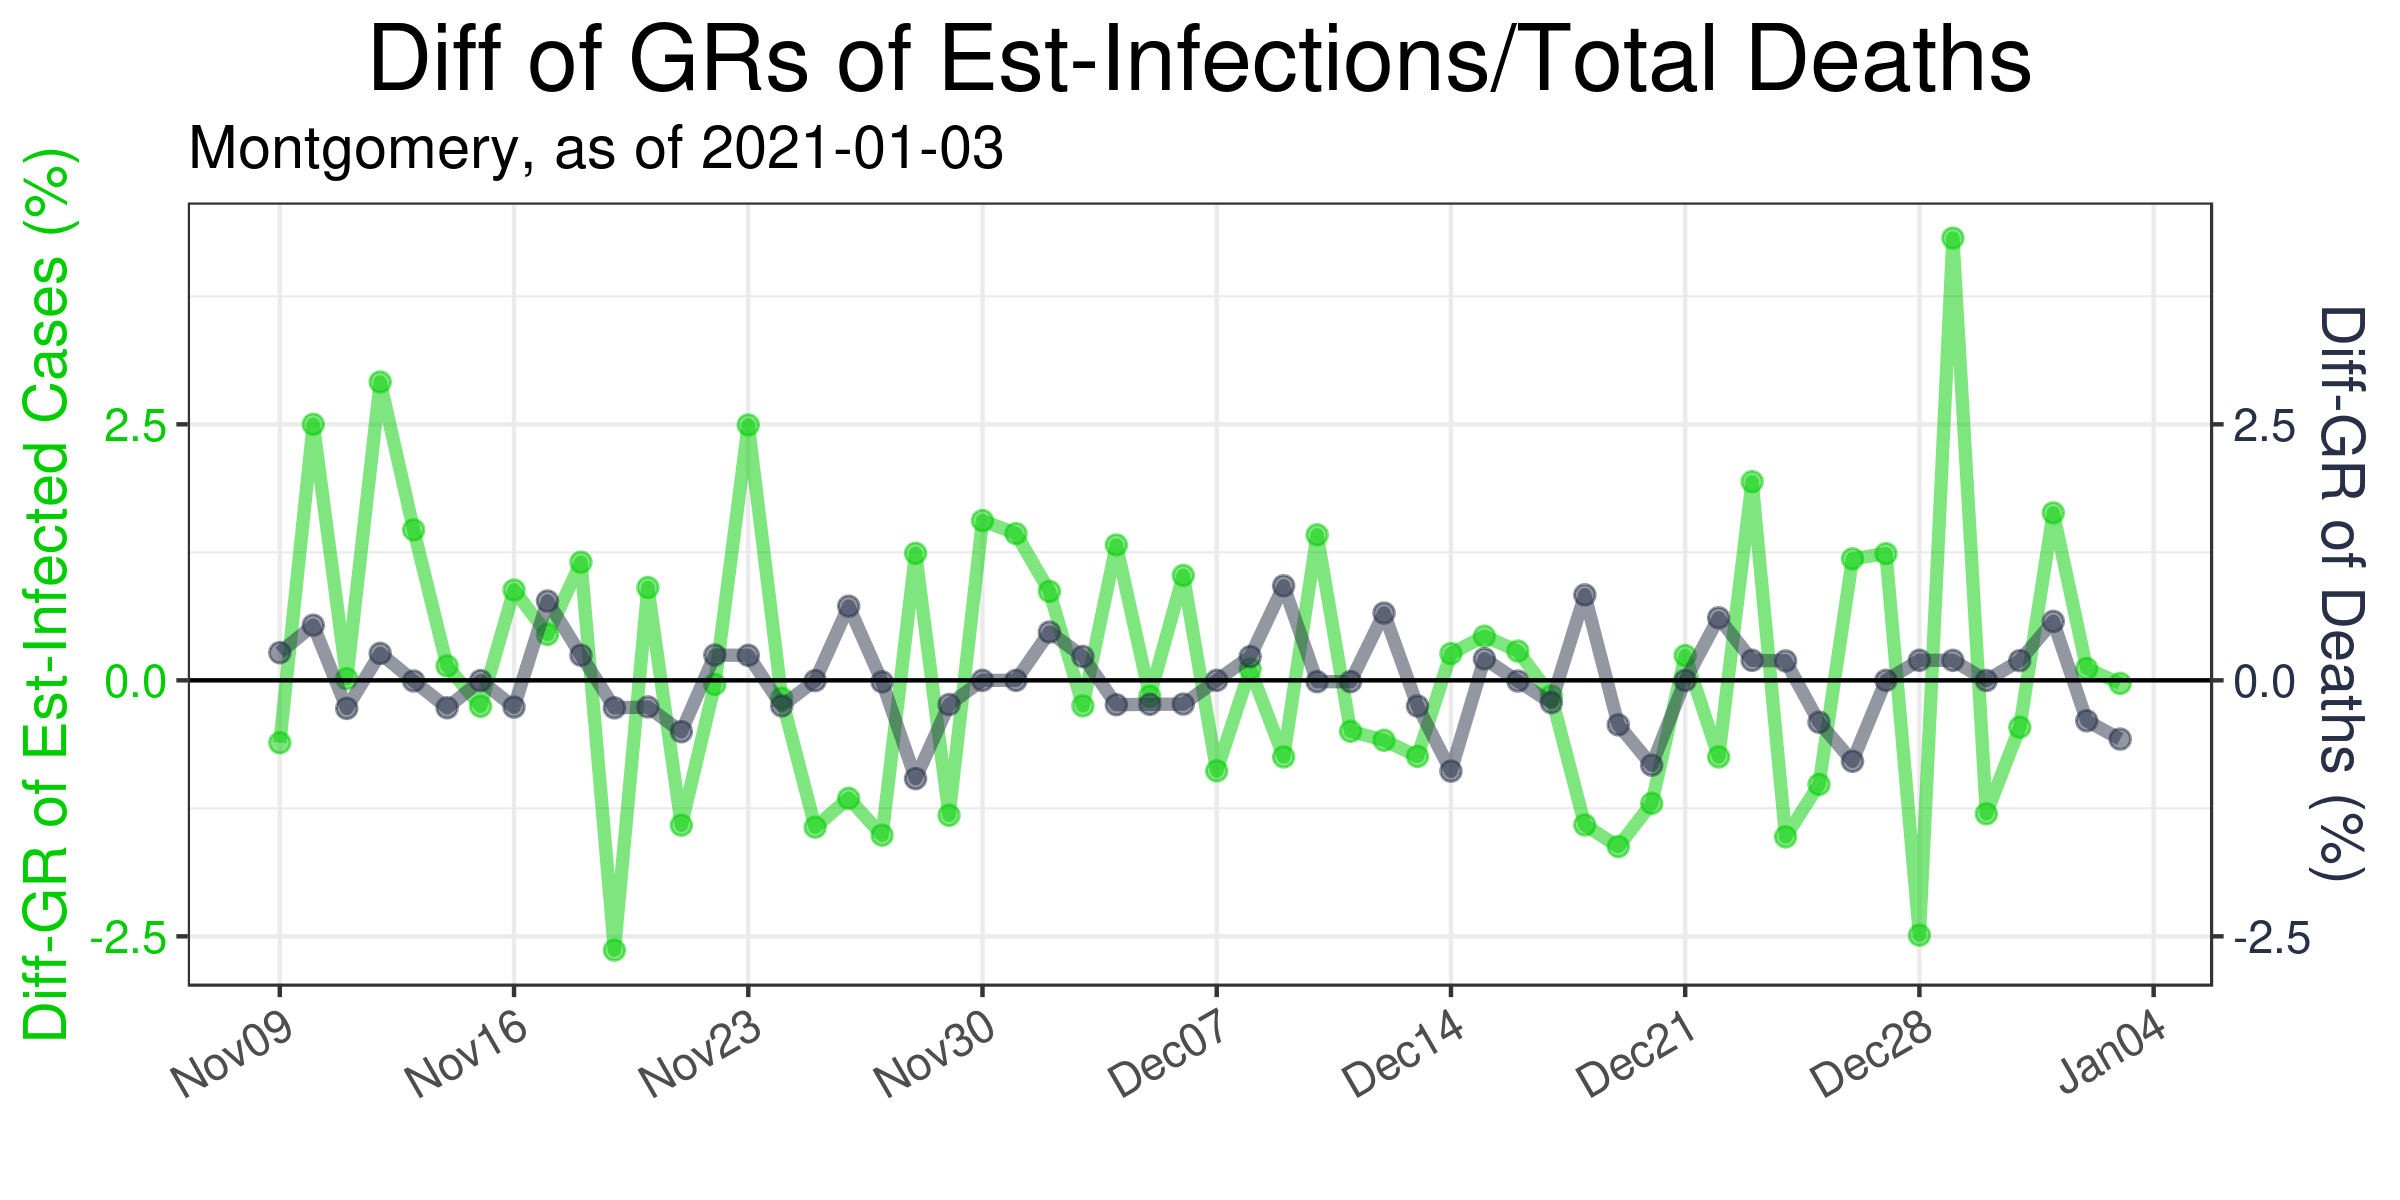 Diff of GRs of Est-Infections/Total Deaths
Montgomery, as of 2021-01-03
Diff-GR of Est-Infected Cases (%)
2.5
0.0
-2.5
2.5
0.0
-2.5
Diff-GR of Deaths (%)
Nov09
Nov16
Nov23
Nov30
Dec07
Dec14
Dec21
Dec28
Jan04